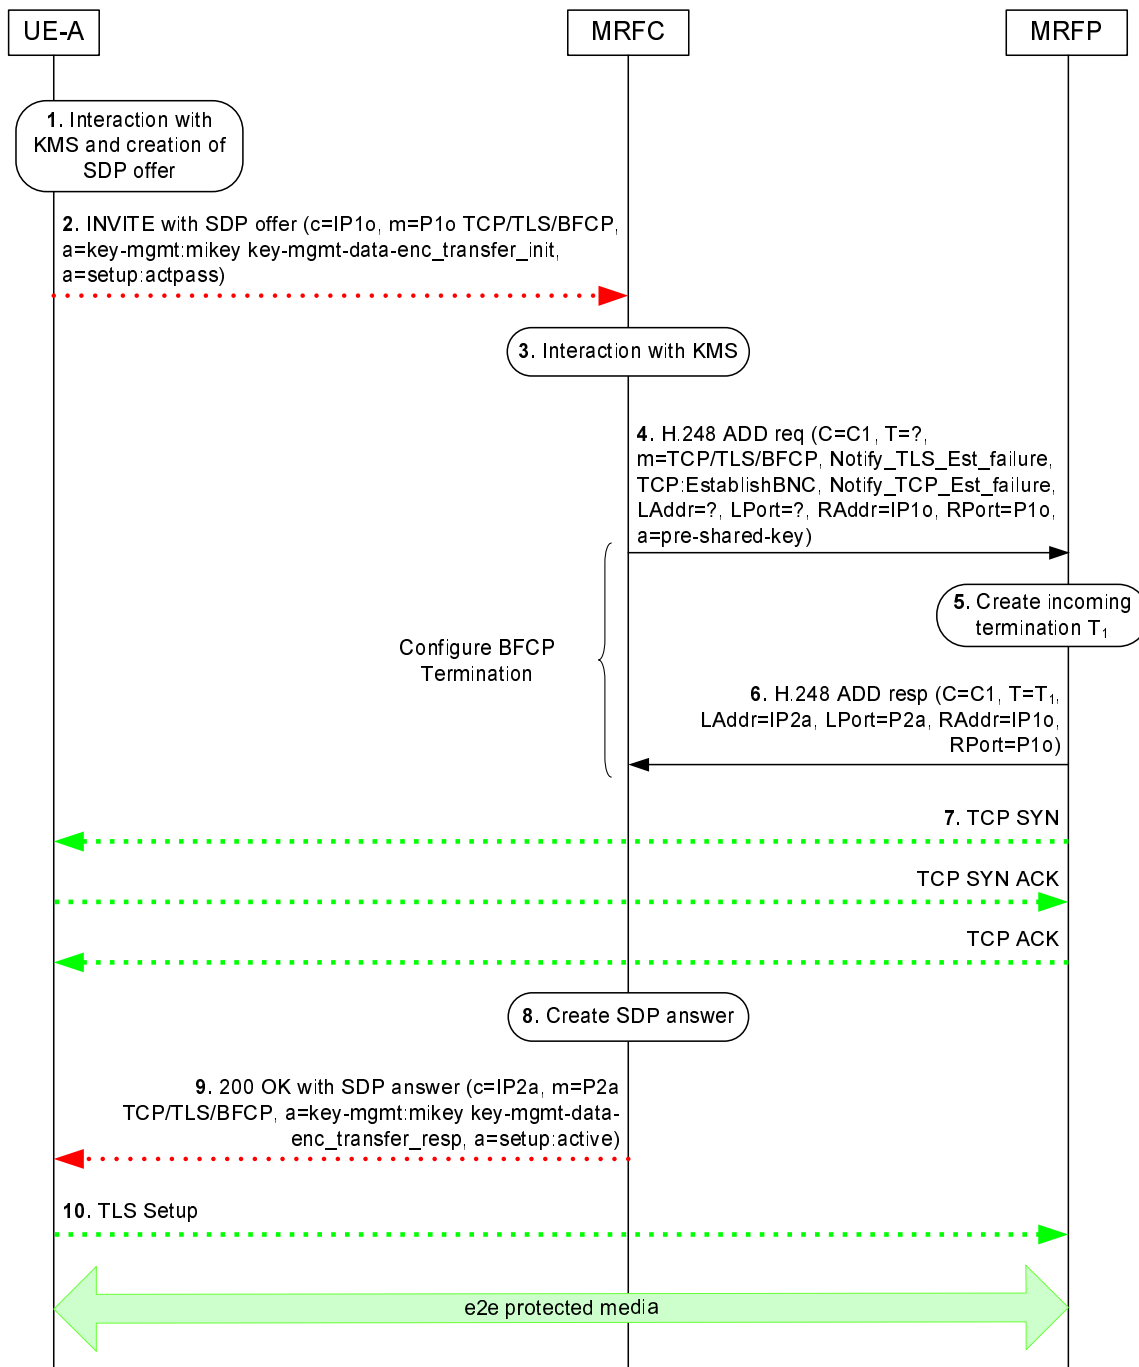 UE-A
MRFC
MRFP
1. Interaction with
KMS and creation of
SDP offer
2. INVITE with SDP offer (c=IP1o, m=P1o TCP/TLS/BFCP,
a=key-mgmt:mikey key-mgmt-data-enc_transfer_init,
a=setup:actpass)
3. Interaction with KMS
4. H.248 ADD req (C=C1, T=?,
m=TCP/TLS/BFCP, Notify_TLS_Est_failure,
TCP:EstablishBNC, Notify_TCP_Est_failure,
LAddr=?, LPort=?, RAddr=IP1o, RPort=P1o,
a=pre-shared-key)
5. Create incoming
termination T1
Configure BFCP
Termination
6. H.248 ADD resp (C=C1, T=T1,
LAddr=IP2a, LPort=P2a, RAddr=IP1o,
RPort=P1o)
7. TCP SYN
TCP SYN ACK
TCP ACK
8. Create SDP answer
9. 200 OK with SDP answer (c=IP2a, m=P2a
TCP/TLS/BFCP, a=key-mgmt:mikey key-mgmt-data-
enc_transfer_resp, a=setup:active)
10. TLS Setup
e2e protected media